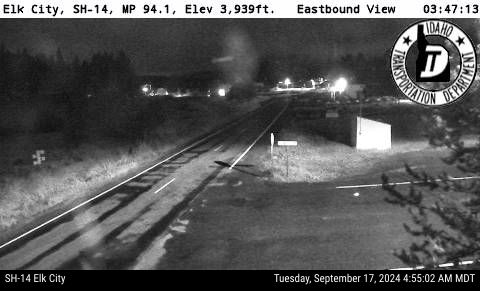 Elk City, SH-14, MP 94.1, Elev 3,939ft.   Eastbound View   03:47:13
IDAHO
TRANSPORTATION DEPARTMENT
SH-14 Elk City   Tuesday, September 17, 2024 4:55:02 AM MDT